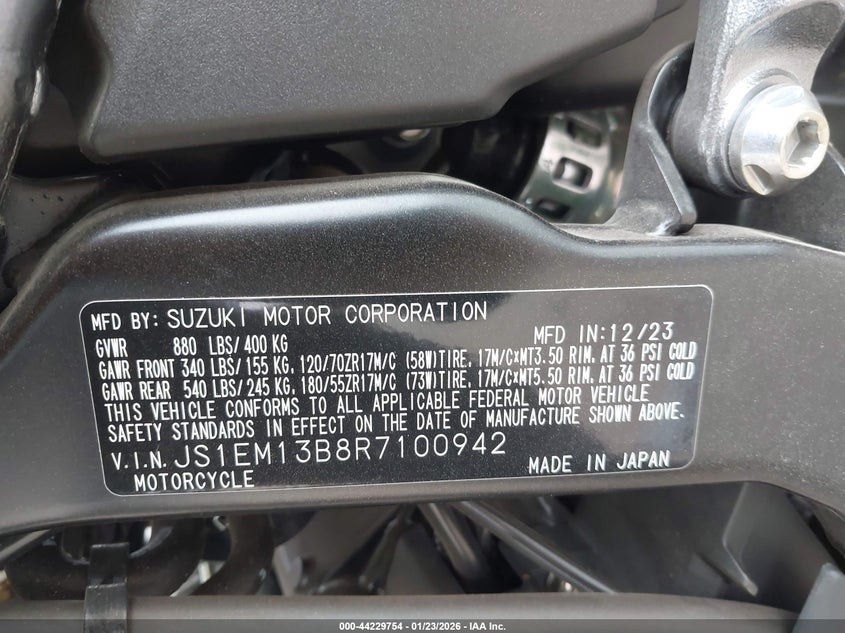 MFD BY: SUZUKI MOTOR CORPORATION
GVWR 880 LBS/ 400 KG MFD IN:12/23
GAWR FRONT 340 LBS/ 155 KG, 120/70ZR17M/C (58W)TIRE, 17M/C×MT3.50 RIM, AT 36 PSI COLD
GAWR REAR 540 LBS/ 245 KG, 180/55ZR17M/C (73W)TIRE, 17M/C×MT5.50 RIM, AT 36 PSI COLD
THIS VEHICLE CONFORMS TO ALL APPLICABLE FEDERAL MOTOR VEHICLE
SAFETY STANDARDS IN EFFECT ON THE DATE OF MANUFACTURE SHOWN ABOVE.
V.I.N. JS1EM13B8R7100942
MOTORCYCLE MADE IN JAPAN
000-44229754 - 01/23/2026 - IAA Inc.